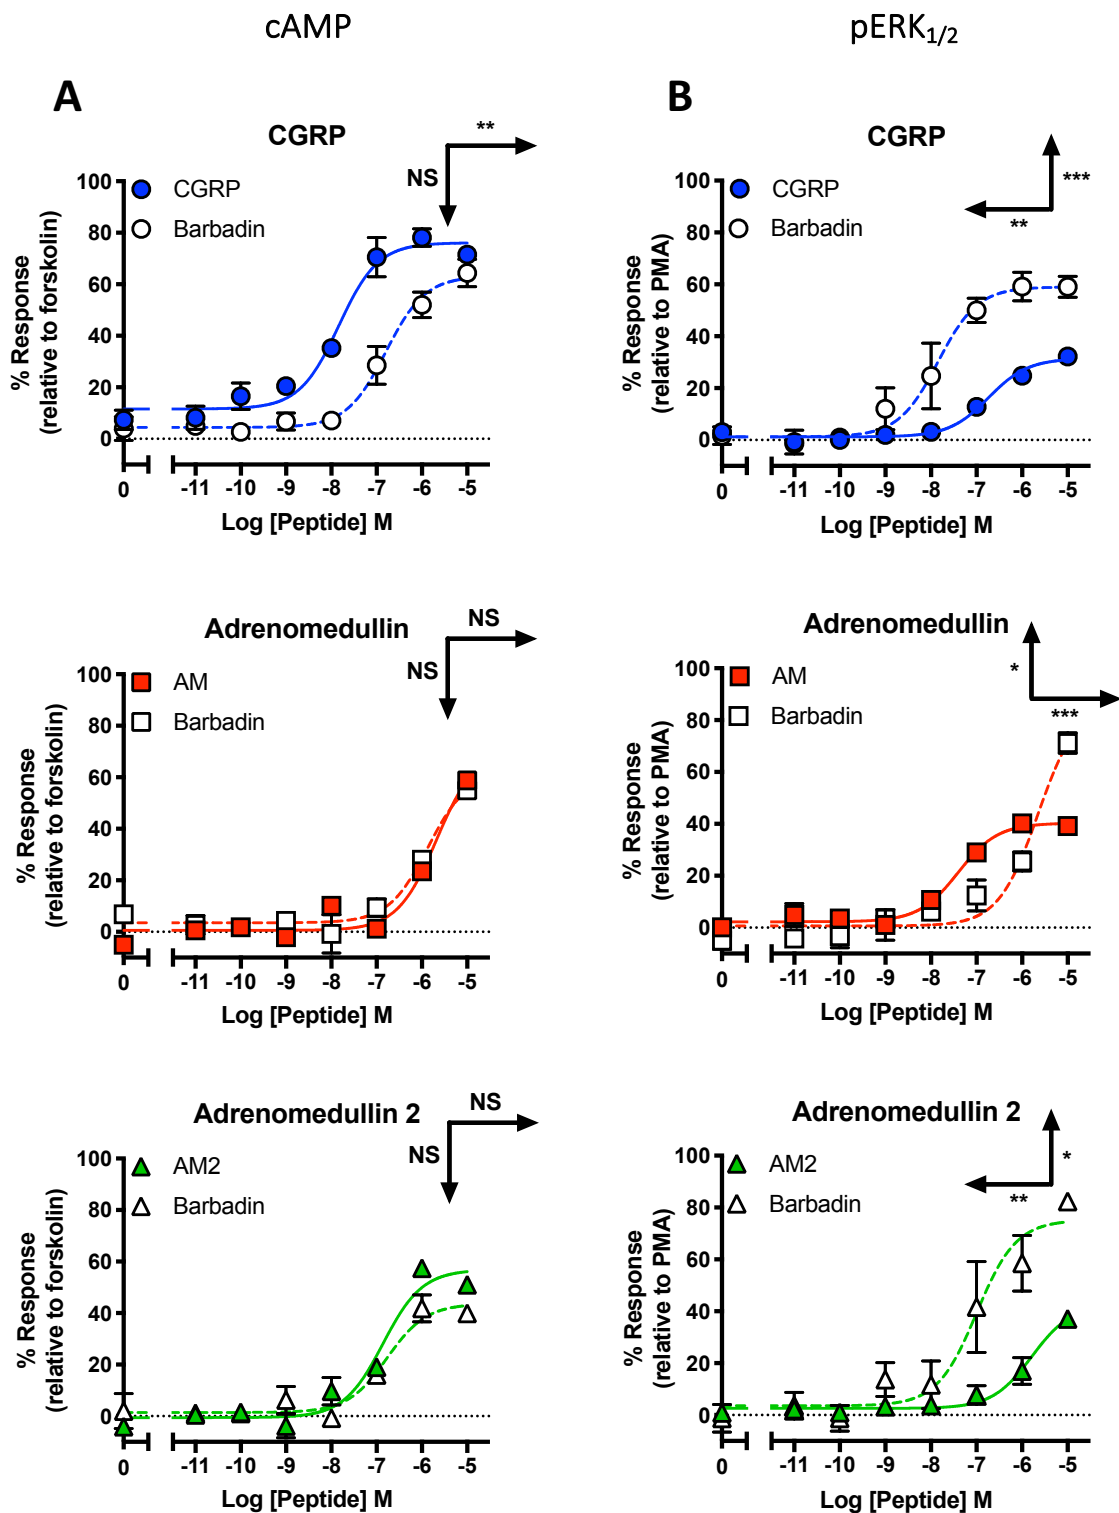 cAMP
pERK1/2
A
CGRP
**
NS
CGRP
Barbadin
% Response
(relative to forskolin)
100
80
60
40
20
0
0 -11 -10 -9 -8 -7 -6 -5
Log [Peptide] M
B
CGRP
***
**
CGRP
Barbadin
% Response
(relative to PMA)
100
80
60
40
20
0
0 -11 -10 -9 -8 -7 -6 -5
Log [Peptide] M
Adrenomedullin
NS
NS
AM
Barbadin
% Response
(relative to forskolin)
100
80
60
40
20
0
0 -11 -10 -9 -8 -7 -6 -5
Log [Peptide] M
Adrenomedullin
*
***
AM
Barbadin
% Response
(relative to PMA)
100
80
60
40
20
0
0 -11 -10 -9 -8 -7 -6 -5
Log [Peptide] M
Adrenomedullin 2
NS
NS
AM2
Barbadin
% Response
(relative to forskolin)
100
80
60
40
20
0
0 -11 -10 -9 -8 -7 -6 -5
Log [Peptide] M
Adrenomedullin 2
*
**
AM2
Barbadin
% Response
(relative to PMA)
100
80
60
40
20
0
0 -11 -10 -9 -8 -7 -6 -5
Log [Peptide] M